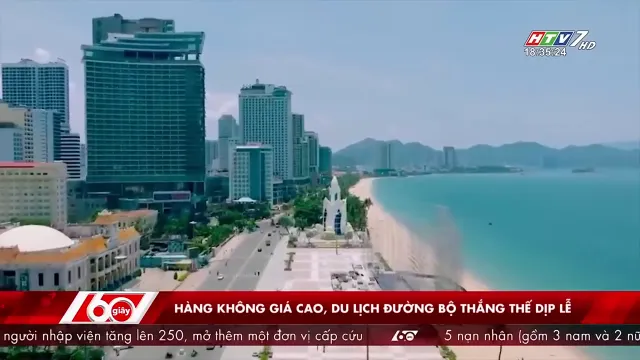 HTV7 HD
18:35:24
60 giây
HÀNG KHÔNG GIÁ CAO, DU LỊCH ĐƯỜNG BỘ THẮNG THẾ DỊP LỄ
người nhập viện tăng lên 250, mở thêm một đơn vị cấp cứu 60 5 nạn nhân (gồm 3 nam và 2 n